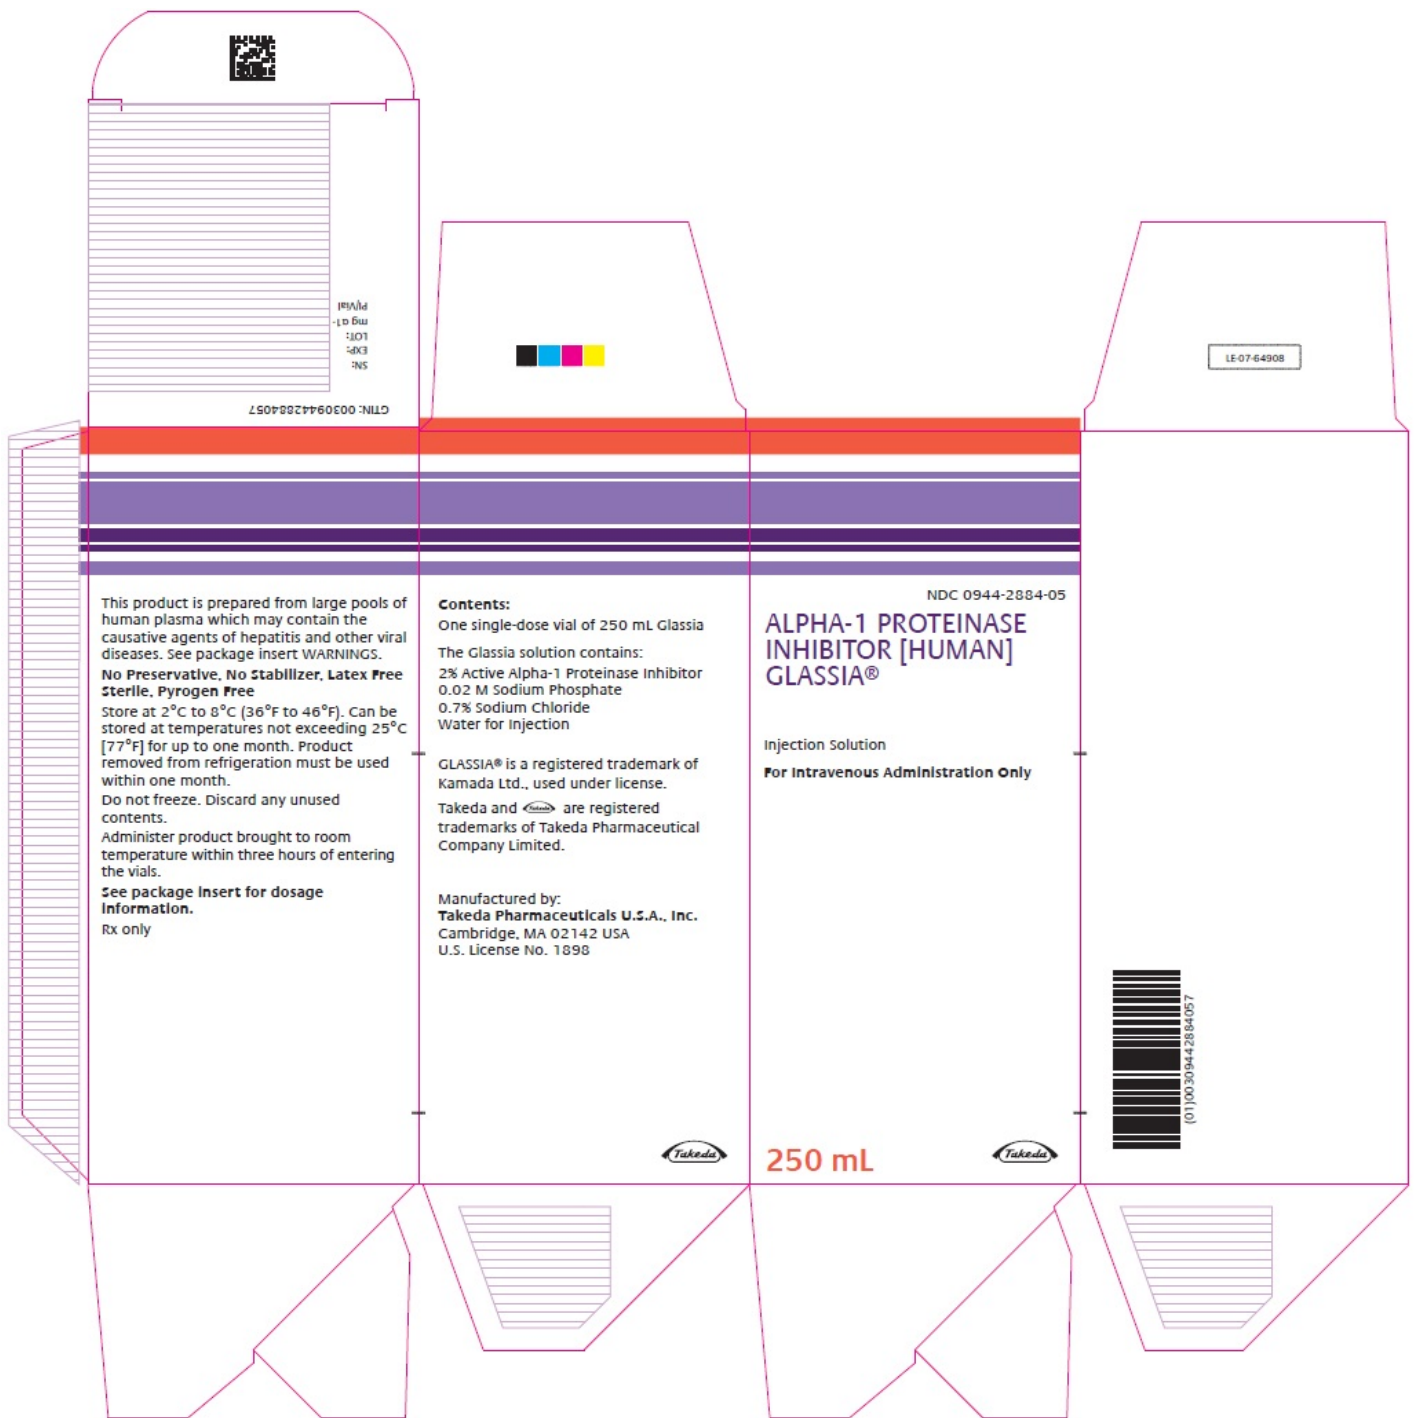 PI/Vial
mg α1-
LOT:
EXP:
SN:
GTIN: 00309442884057
LE-07-64908
This product is prepared from large pools of
human plasma which may contain the
causative agents of hepatitis and other viral
diseases. See package insert WARNINGS.
No Preservative, No Stabilizer, Latex Free
Sterile, Pyrogen Free
Store at 2°C to 8°C (36°F to 46°F). Can be
stored at temperatures not exceeding 25°C
[77°F] for up to one month. Product
removed from refrigeration must be used
within one month.
Do not freeze. Discard any unused
contents.
Administer product brought to room
temperature within three hours of entering
the vials.
See package insert for dosage
information.
Rx only
Contents:
One single-dose vial of 250 mL Glassia
The Glassia solution contains:
2% Active Alpha-1 Proteinase Inhibitor
0.02 M Sodium Phosphate
0.7% Sodium Chloride
Water for Injection
GLASSIA® is a registered trademark of
Kamada Ltd., used under license.
Takeda and Takeda are registered
trademarks of Takeda Pharmaceutical
Company Limited.
Manufactured by:
Takeda Pharmaceuticals U.S.A., Inc.
Cambridge, MA 02142 USA
U.S. License No. 1898
Takeda
NDC 0944-2884-05
ALPHA-1 PROTEINASE
INHIBITOR [HUMAN]
GLASSIA®
Injection Solution
For Intravenous Administration Only
250 mL
Takeda
(01)00309442884057